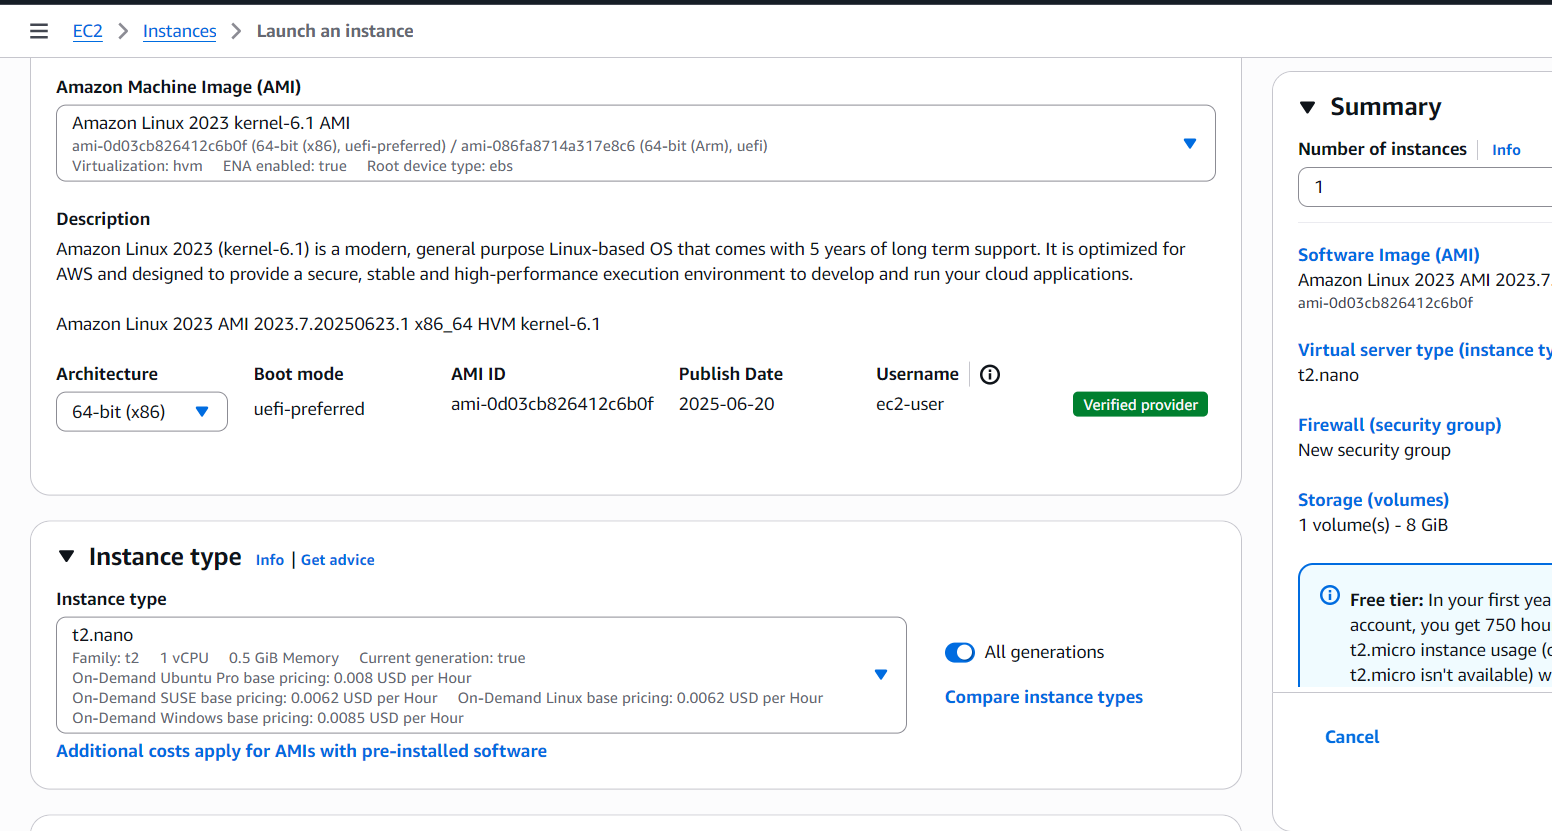 EC2 > Instances > Launch an instance
Amazon Machine Image (AMI)
Amazon Linux 2023 kernel-6.1 AMI
ami-0d03cb826412c6b0f (64-bit (x86), uefi-preferred) / ami-086fa8714a317e8c6 (64-bit (Arm), uefi)
Virtualization: hvm ENA enabled: true Root device type: ebs
Description
Amazon Linux 2023 (kernel-6.1) is a modern, general purpose Linux-based OS that comes with 5 years of long term support. It is optimized for
AWS and designed to provide a secure, stable and high-performance execution environment to develop and run your cloud applications.
Amazon Linux 2023 AMI 2023.7.20250623.1 x86_64 HVM kernel-6.1
Architecture Boot mode AMI ID Publish Date Username
64-bit (x86) uefi-preferred ami-0d03cb826412c6b0f 2025-06-20 ec2-user Verified provider
Instance type Info | Get advice
Instance type
t2.nano
Family: t2 1 vCPU 0.5 GiB Memory Current generation: true
On-Demand Ubuntu Pro base pricing: 0.008 USD per Hour
On-Demand SUSE base pricing: 0.0062 USD per Hour On-Demand Linux base pricing: 0.0062 USD per Hour
On-Demand Windows base pricing: 0.0085 USD per Hour
All generations
Compare instance types
Additional costs apply for AMIs with pre-installed software
Summary
Number of instances Info
1
Software Image (AMI)
Amazon Linux 2023 AMI 2023.7.
ami-0d03cb826412c6b0f
Virtual server type (instance ty
t2.nano
Firewall (security group)
New security group
Storage (volumes)
1 volume(s) - 8 GiB
Free tier: In your first yea
account, you get 750 hou
t2.micro instance usage (o
t2.micro isn't available) w
Cancel